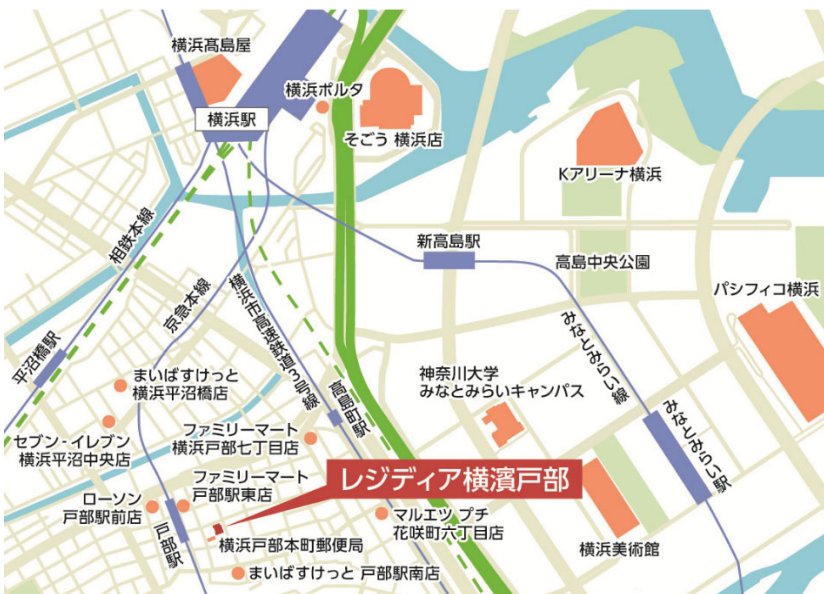 横浜髙島屋
横浜駅
横浜ポルタ
そごう 横浜店
Kアリーナ横浜
新高島駅
高島中央公園
パシフィコ横浜
相鉄本線
京急本線
横浜市高速鉄道3号線
高島町駅
みなとみらい線
みなとみらい駅
平沼橋駅
まいばすけっと
横浜平沼橋店
神奈川大学
みなとみらいキャンパス
セブン-イレブン
横浜平沼中央店
ファミリーマート
横浜戸部七丁目店
ファミリーマート
戸部駅東店
レジディア横濱戸部
ローソン
戸部駅前店
戸部駅
横浜戸部本町郵便局
マルエツ プチ
花咲町六丁目店
横浜美術館
まいばすけっと 戸部駅南店